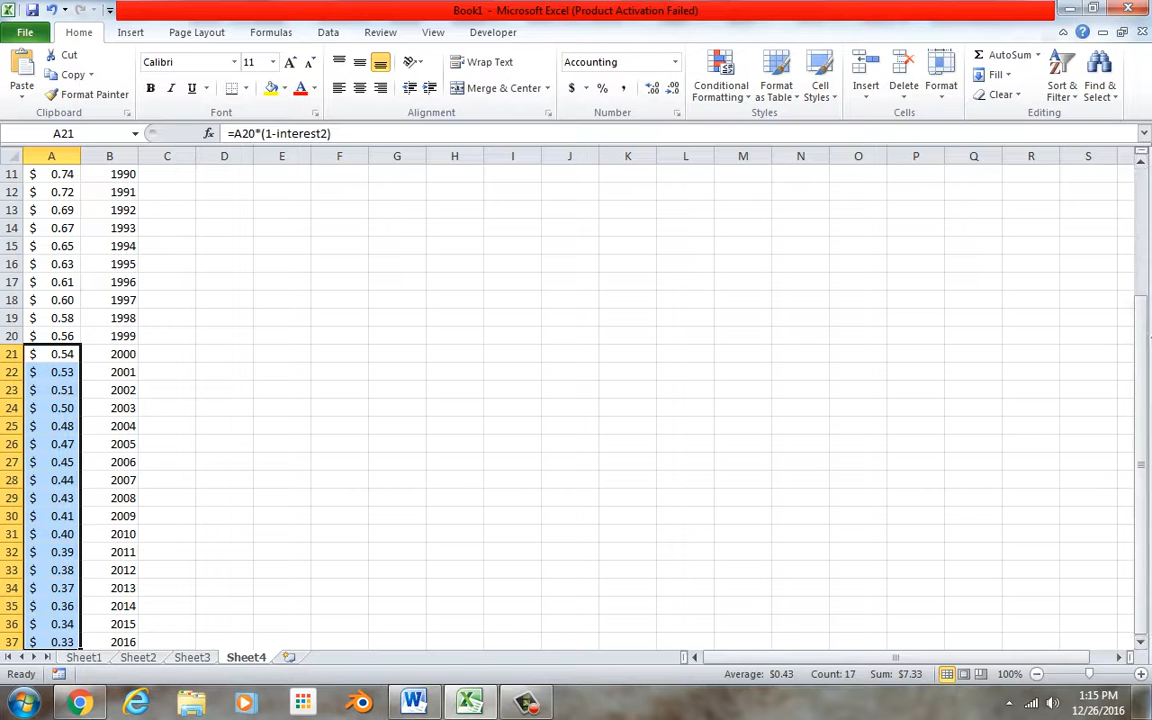 Book1 - Microsoft Excel (Product Activation Failed)
File Home Insert Page Layout Formulas Data Review View Developer
Cut
Copy
Format Painter
Paste
Clipboard
Calibri 11
B I U
Font
Wrap Text
Merge & Center
Alignment
Accounting
$ % ,
Number
Conditional Formatting
Format as Table
Cell Styles
Styles
Insert Delete Format
Cells
AutoSum
Fill
Clear
Sort & Filter
Find & Select
Editing
A21 fx =A20*(1-interest2)
A B C D E F G H I J K L M N O P Q R S
11 $ 0.74 1990
12 $ 0.72 1991
13 $ 0.69 1992
14 $ 0.67 1993
15 $ 0.65 1994
16 $ 0.63 1995
17 $ 0.61 1996
18 $ 0.60 1997
19 $ 0.58 1998
20 $ 0.56 1999
21 $ 0.54 2000
22 $ 0.53 2001
23 $ 0.51 2002
24 $ 0.50 2003
25 $ 0.48 2004
26 $ 0.47 2005
27 $ 0.45 2006
28 $ 0.44 2007
29 $ 0.43 2008
30 $ 0.41 2009
31 $ 0.40 2010
32 $ 0.39 2011
33 $ 0.38 2012
34 $ 0.37 2013
35 $ 0.36 2014
36 $ 0.34 2015
37 $ 0.33 2016
Sheet1 Sheet2 Sheet3 Sheet4
Ready Average: $0.43 Count: 17 Sum: $7.33 100%
1:15 PM
12/26/2016